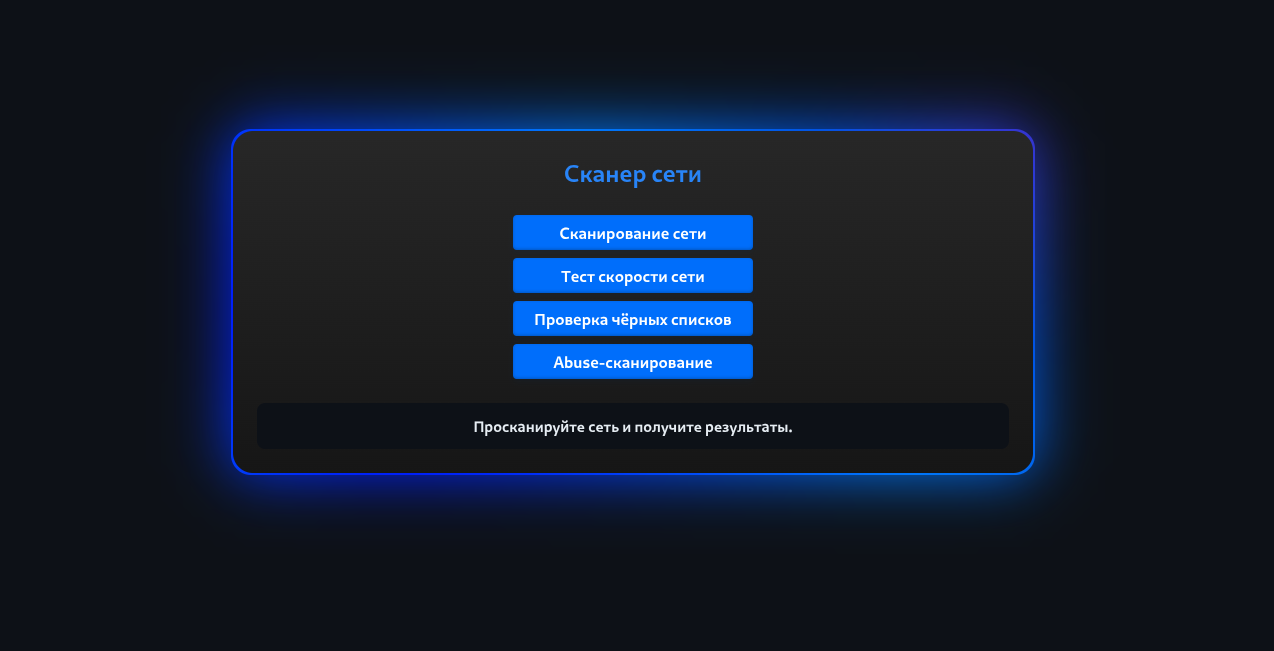 Сканер сети
Сканирование сети
Тест скорости сети
Проверка чёрных списков
Abuse-сканирование
Просканируйте сеть и получите результаты.